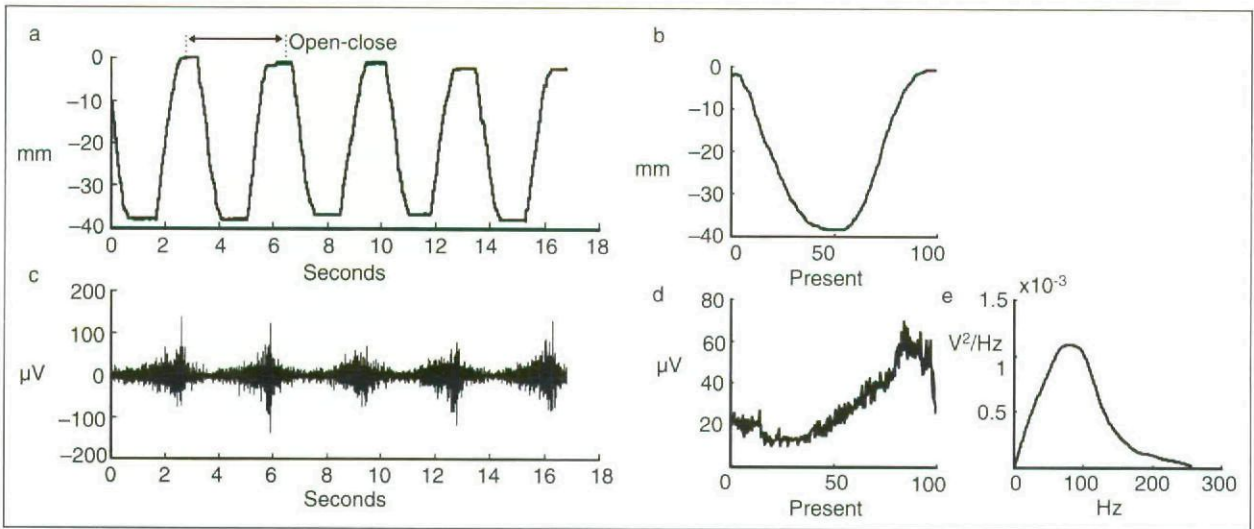 a
Open-close
0
−10
−20
−30
−40
mm
0 2 4 6 8 10 12 14 16 18
Seconds
b
0
−10
−20
−30
−40
mm
0 50 100
Present
c
200
100
0
−100
−200
μV
0 2 4 6 8 10 12 14 16 18
Seconds
d
80
60
40
20
0
μV
0 50 100
Present
e
x10⁻³
1.5
1
0.5
V²/Hz
0 100 200 300
Hz